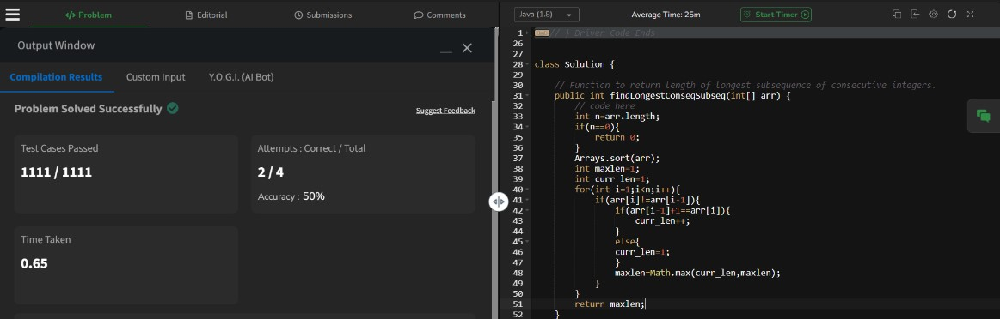 </> Problem
Editorial
Submissions
Comments
Output Window
Compilation Results
Custom Input
Y.O.G.I. (AI Bot)
Problem Solved Successfully
Suggest Feedback
Test Cases Passed
1111 / 1111
Attempts : Correct / Total
2 / 4
Accuracy : 50%
Time Taken
0.65
Java (1.8)
Average Time: 25m
Start Timer
1 // } Driver Code Ends
26
27
28 class Solution {
29
30 // Function to return length of longest subsequence of consecutive integers.
31 public int findLongestConseqSubseq(int[] arr) {
32 // code here
33 int n=arr.length;
34 if(n==0){
35 return 0;
36 }
37 Arrays.sort(arr);
38 int maxlen=1;
39 int curr_len=1;
40 for(int i=1;i<n;i++){
41 if(arr[i]!=arr[i-1]){
42 if(arr[i-1]+1==arr[i]){
43 curr_len++;
44 }
45 else{
46 curr_len=1;
47 }
48 maxlen=Math.max(curr_len,maxlen);
49 }
50 }
51 return maxlen;
52 }